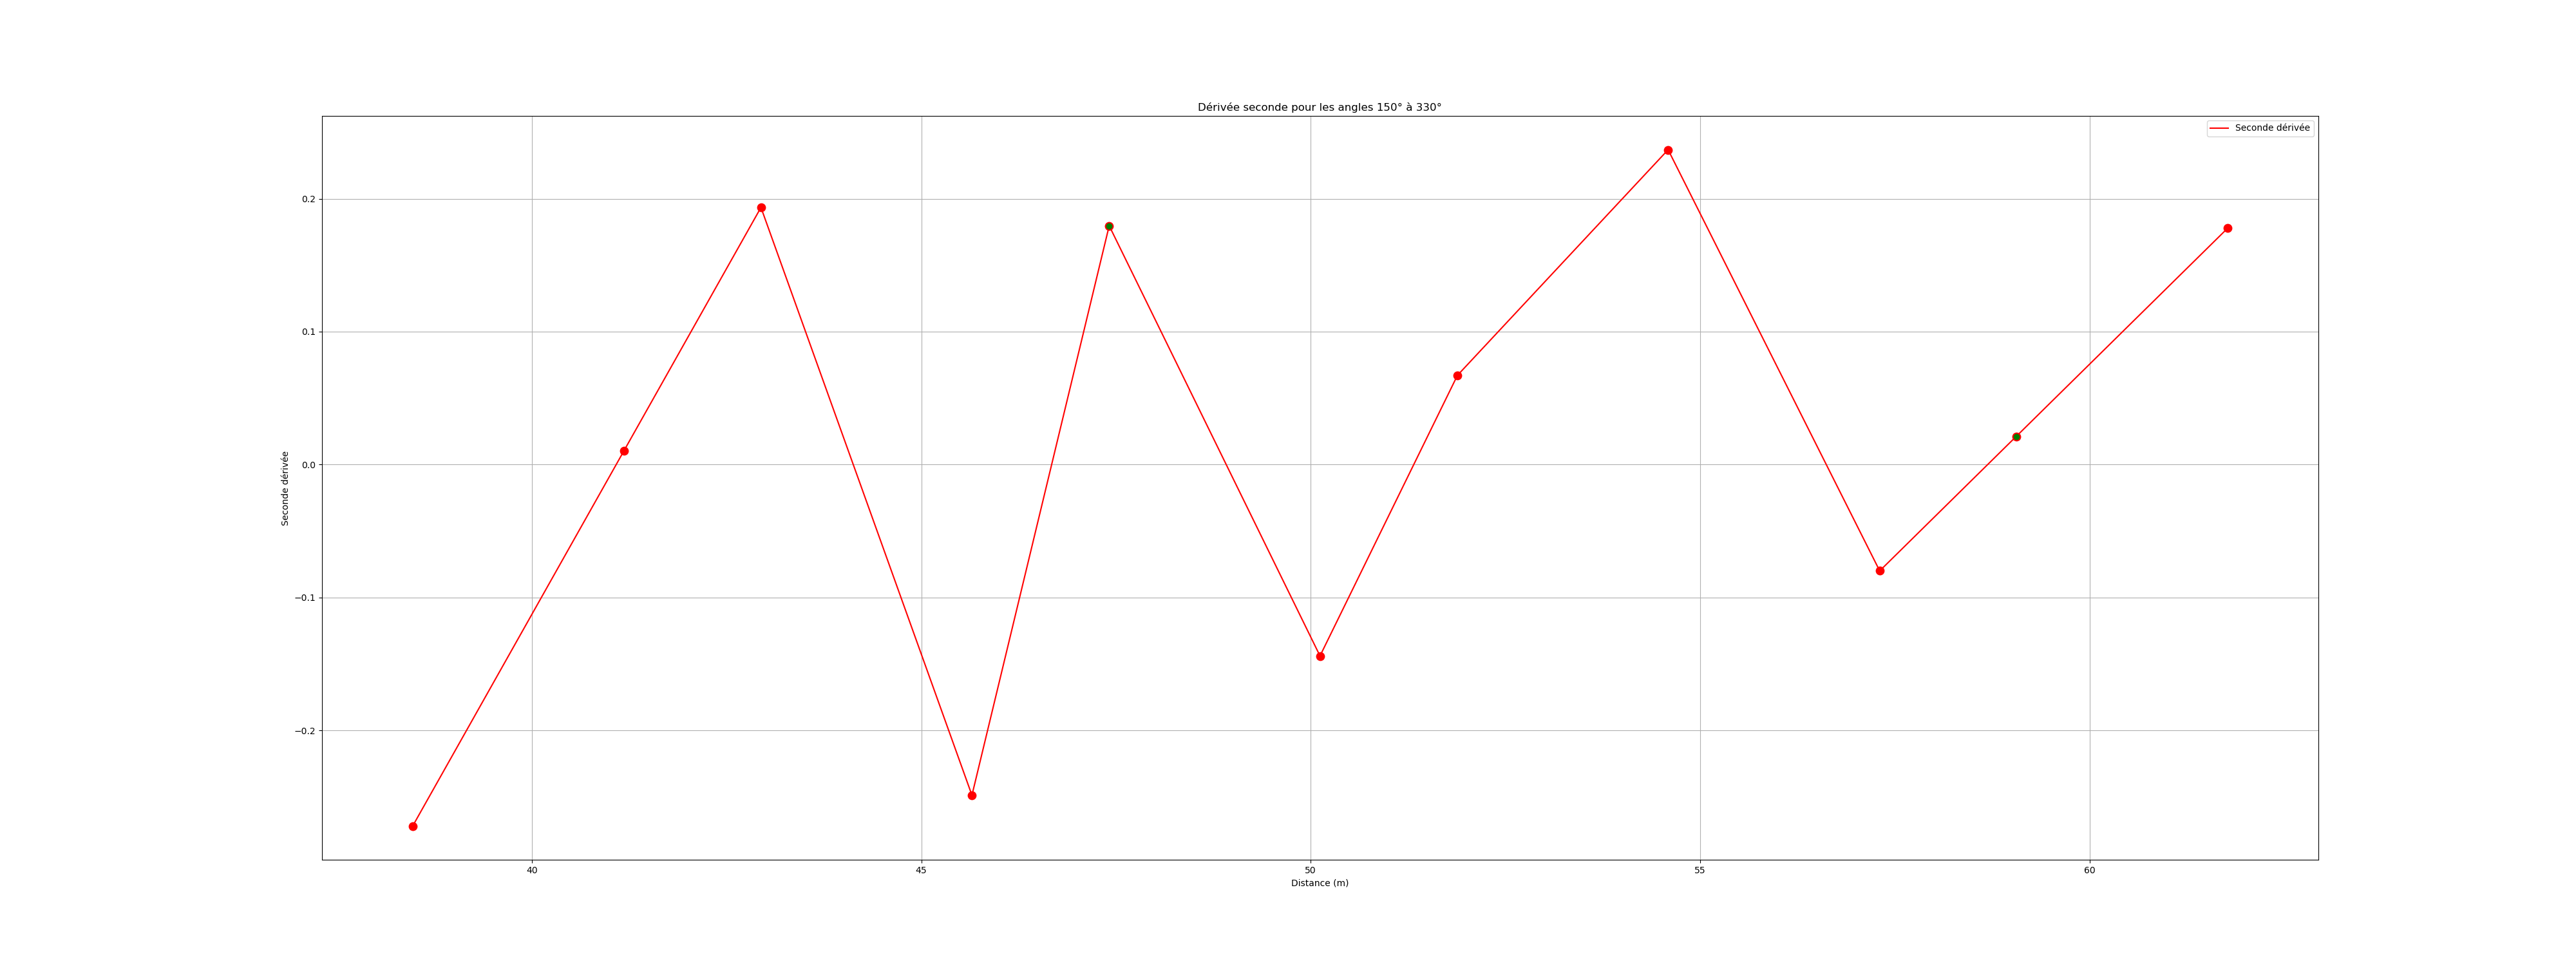 Dérivée seconde pour les angles 150° à 330°
Seconde dérivée
Seconde dérivée
0.2
0.1
0.0
−0.1
−0.2
40
45
50
55
60
Distance (m)